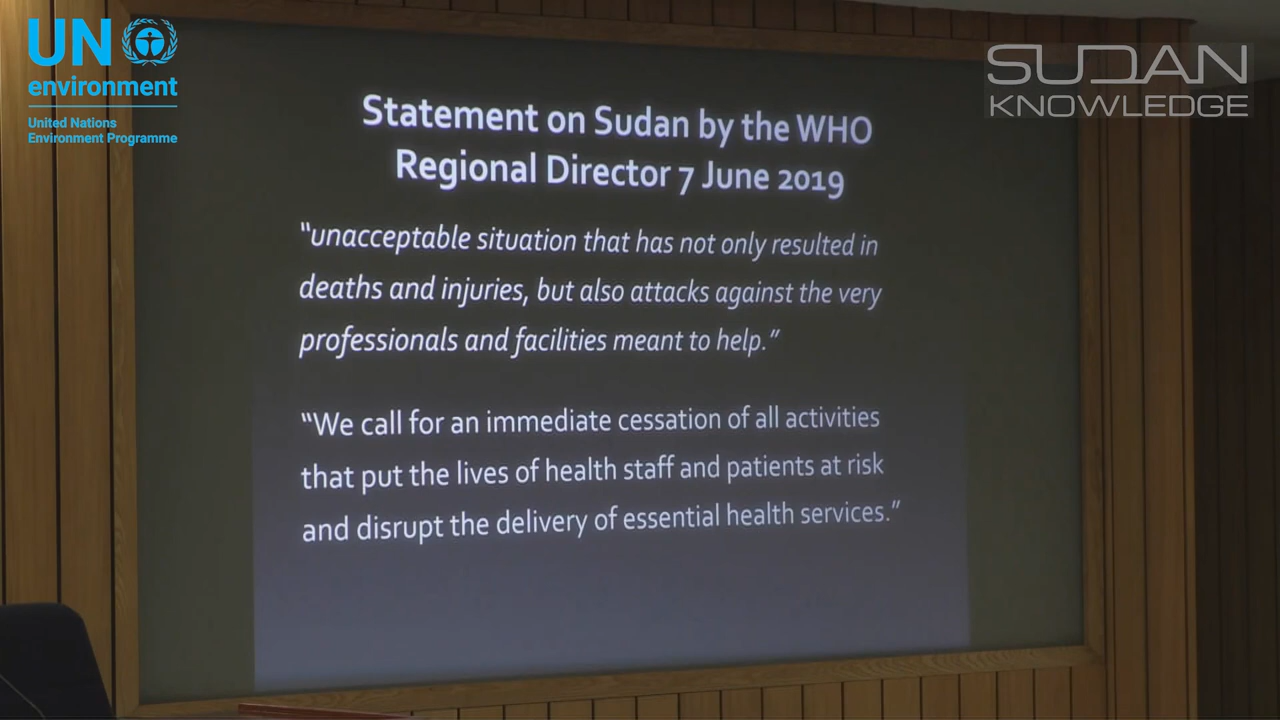 UN
environment
United Nations
Environment Programme
SUDAN
KNOWLEDGE
Statement on Sudan by the WHO
Regional Director 7 June 2019
“unacceptable situation that has not only resulted in
deaths and injuries, but also attacks against the very
professionals and facilities meant to help.”
“We call for an immediate cessation of all activities
that put the lives of health staff and patients at risk
and disrupt the delivery of essential health services.”